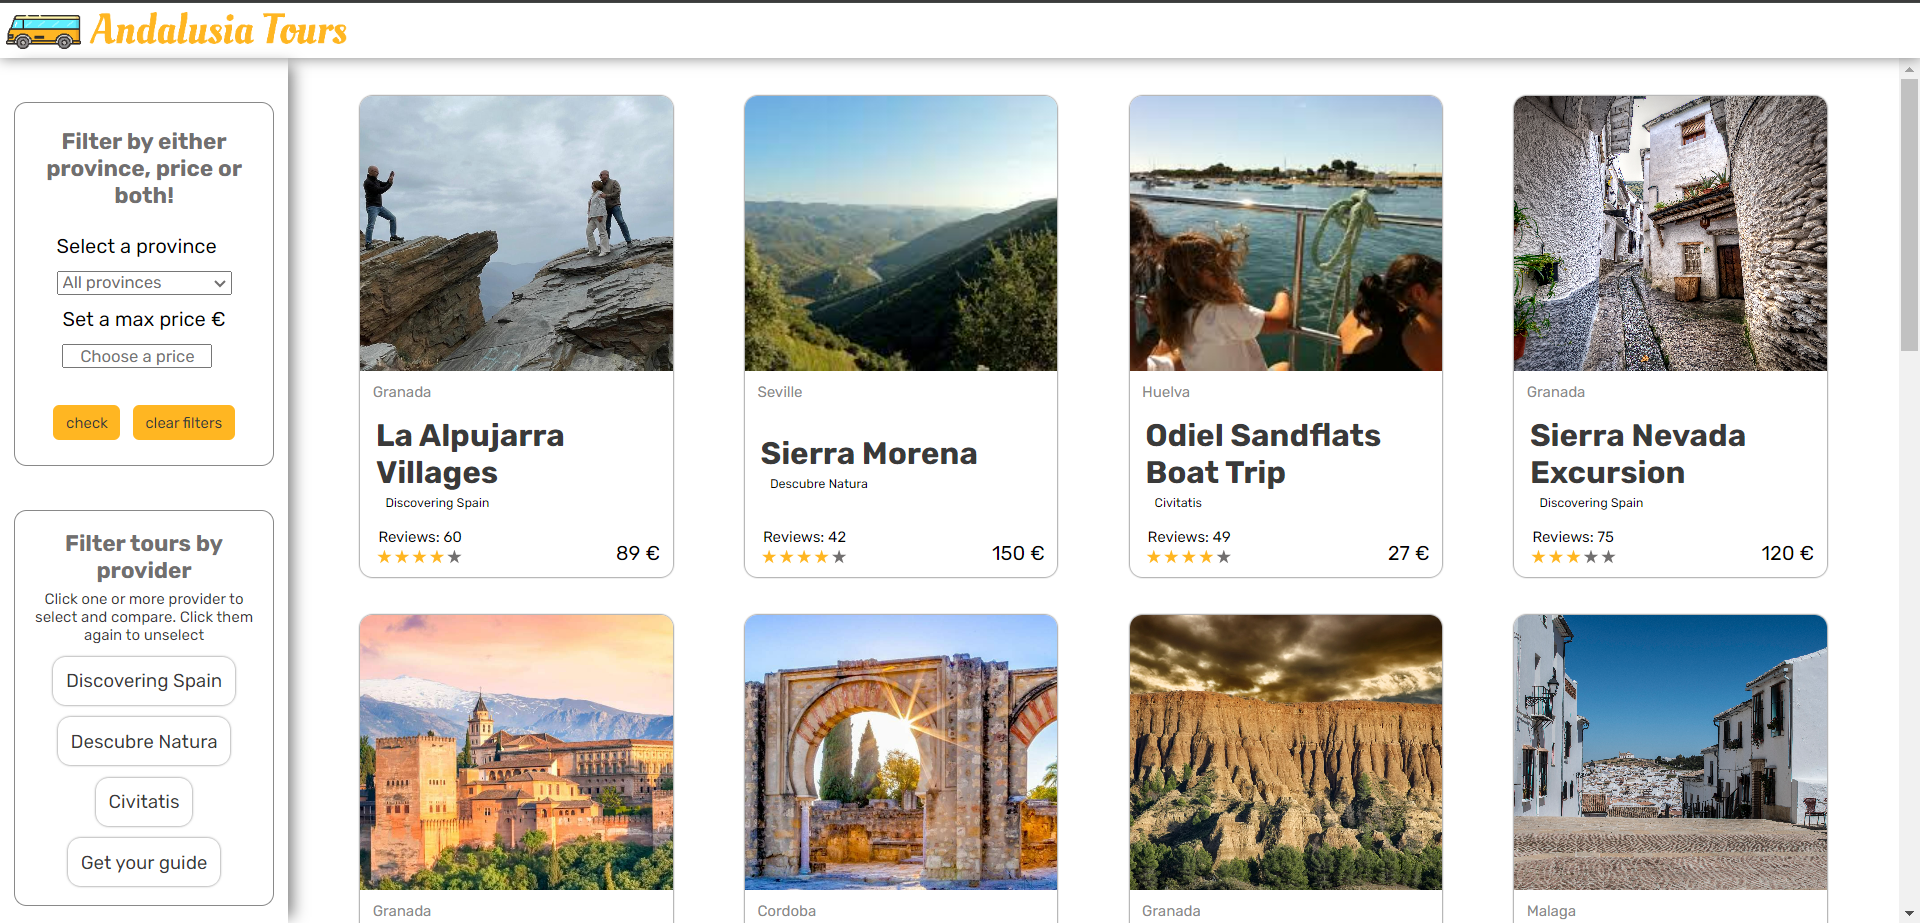 Andalusia Tours
Filter by either
province, price or
both!
Select a province
All provinces
Set a max price €
Choose a price
check
clear filters
Filter tours by
provider
Click one or more provider to
select and compare. Click them
again to unselect
Discovering Spain
Descubre Natura
Civitatis
Get your guide
Granada
La Alpujarra
Villages
Discovering Spain
Reviews: 60
★★★★★
89 €
Seville
Sierra Morena
Descubre Natura
Reviews: 42
★★★★★
150 €
Huelva
Odiel Sandflats
Boat Trip
Civitatis
Reviews: 49
★★★★★
27 €
Granada
Sierra Nevada
Excursion
Discovering Spain
Reviews: 75
★★★★★
120 €
Granada
Cordoba
Granada
Malaga